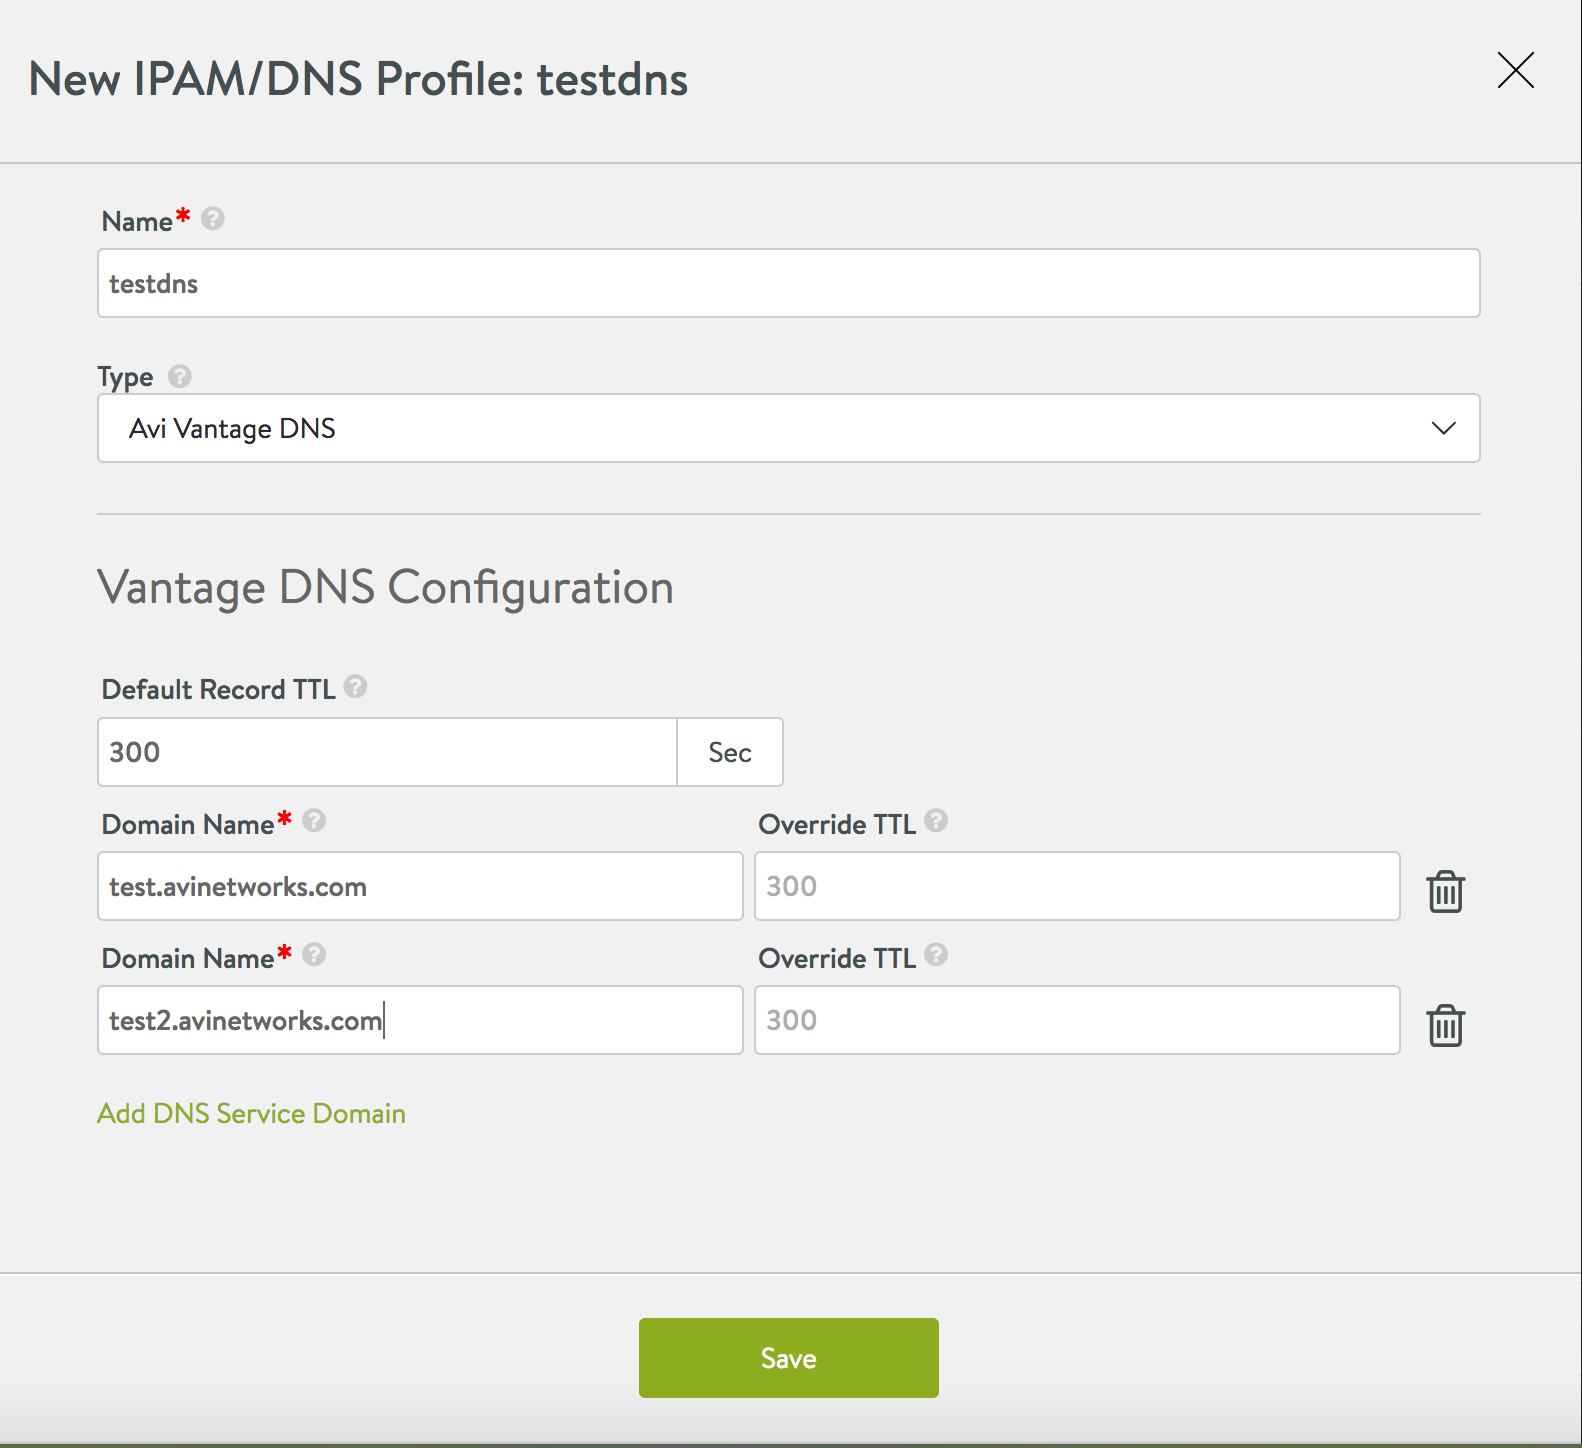 New IPAM/DNS Profile: testdns
Name*
testdns
Type
Avi Vantage DNS
Vantage DNS Configuration
Default Record TTL
300 Sec
Domain Name* Override TTL
test.avinetworks.com 300
Domain Name* Override TTL
test2.avinetworks.com 300
Add DNS Service Domain
Save